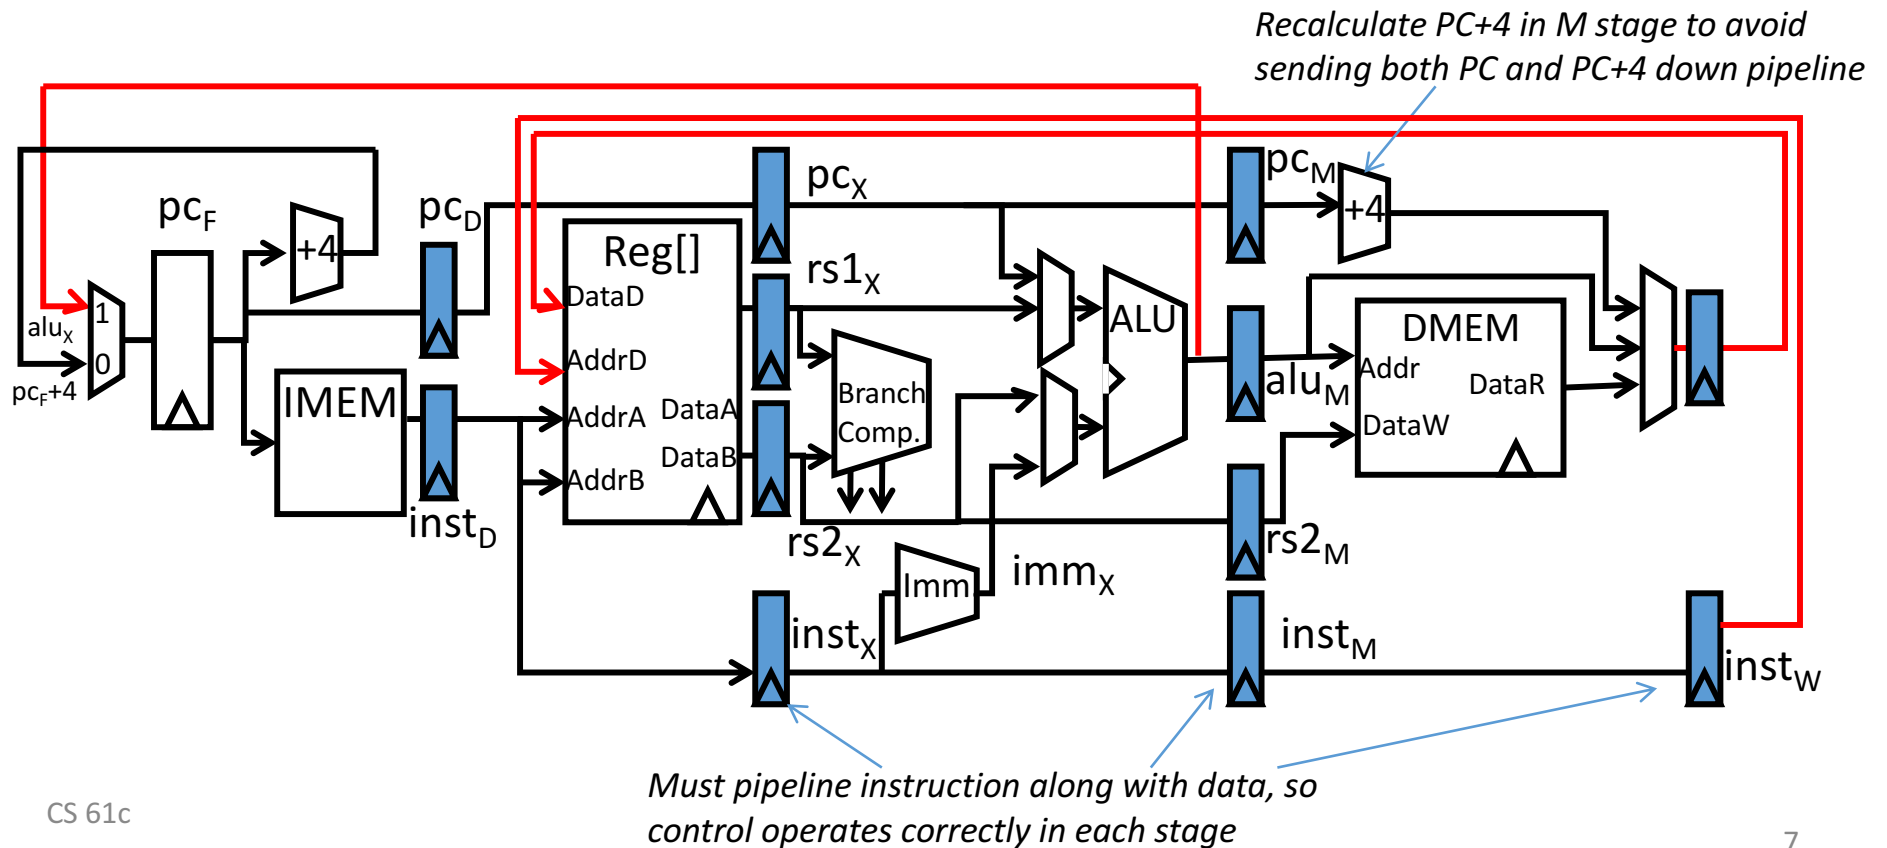 Recalculate PC+4 in M stage to avoid
sending both PC and PC+4 down pipeline
pcF
+4
pcD
pcX
pcM
+4
Reg[]
rs1X
DataD
1
aluX
ALU
DMEM
AddrD
0
pcF+4
Addr
aluM
DataR
IMEM
AddrA
DataA
Branch
Comp.
DataW
DataB
AddrB
instD
rs2X
rs2M
Imm
immX
instX
instM
instW
Must pipeline instruction along with data, so
control operates correctly in each stage
CS 61c
7